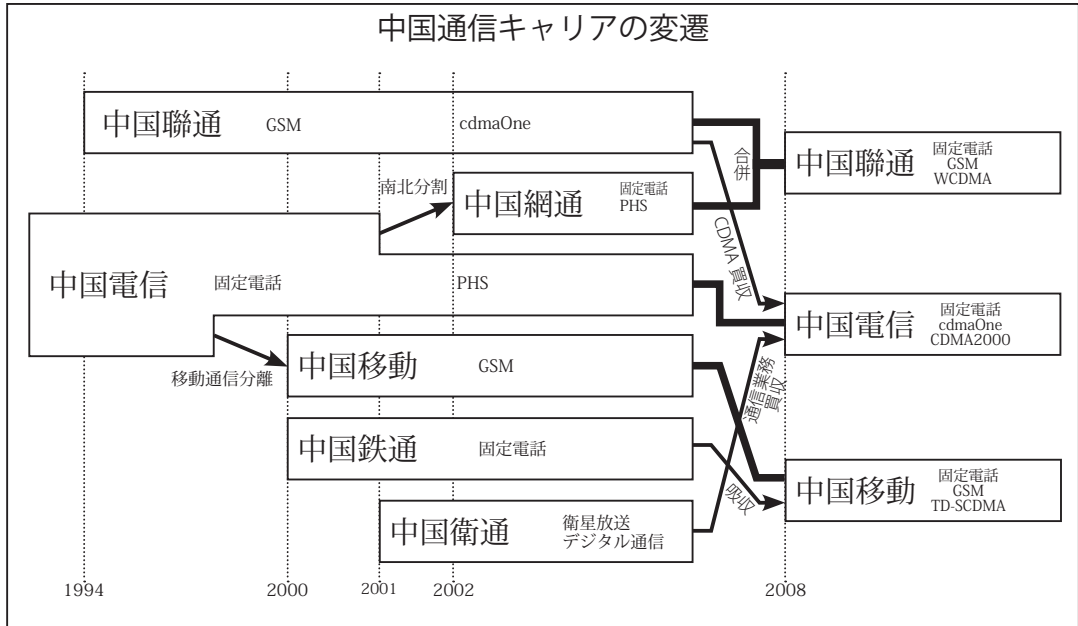 中国通信キャリアの変遷
中国聯通 GSM cdmaOne
南北分割
中国網通 固定電話
PHS
中国電信 固定電話 PHS
移動通信分離
中国移動 GSM
中国鉄通 固定電話
中国衛通 衛星放送
デジタル通信
合併
CDMA 買収
通信業務
買収
吸収
中国聯通 固定電話
GSM
WCDMA
中国電信 固定電話
cdmaOne
CDMA2000
中国移動 固定電話
GSM
TD-SCDMA
1994 2000 2001 2002 2008